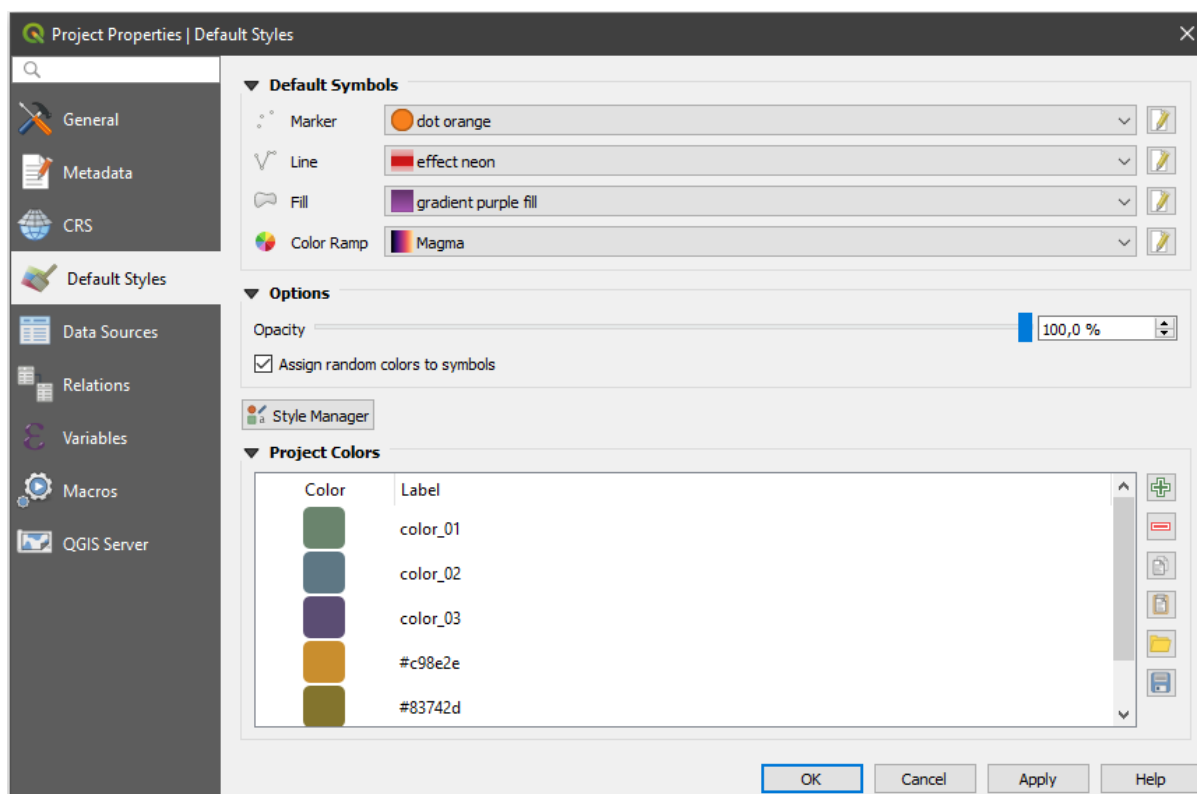 Project Properties | Default Styles
General
Metadata
CRS
Default Styles
Data Sources
Relations
Variables
Macros
QGIS Server
Default Symbols
Marker dot orange
Line effect neon
Fill gradient purple fill
Color Ramp Magma
Options
Opacity 100,0 %
Assign random colors to symbols
Style Manager
Project Colors
Color Label
color_01
color_02
color_03
#c98e2e
#83742d
OK Cancel Apply Help